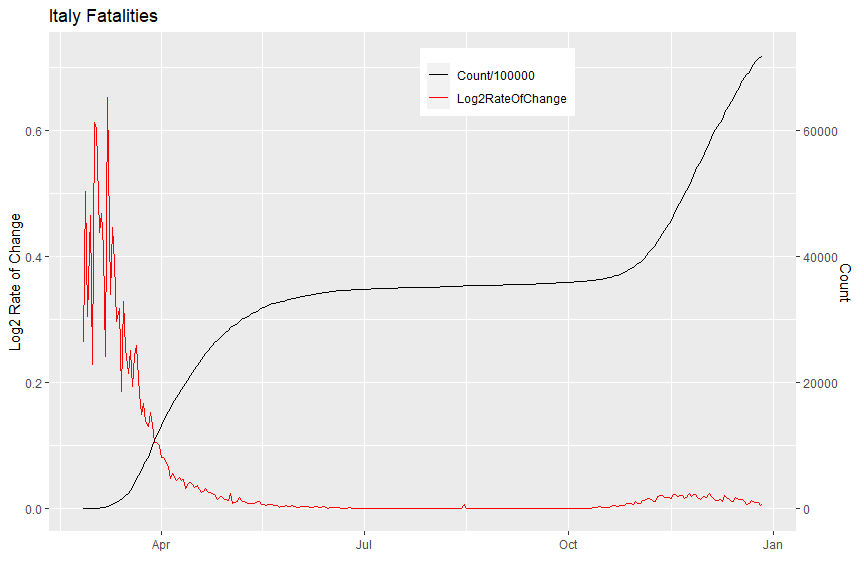 Italy Fatalities
Count/100000
Log2RateOfChange
Log2 Rate of Change
0.6
0.4
0.2
0.0
60000
40000
20000
0
Count
Apr
Jul
Oct
Jan